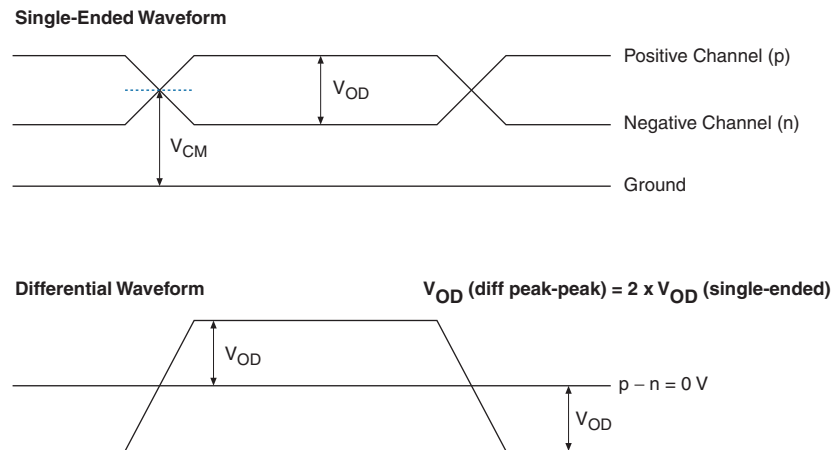 Single-Ended Waveform
Positive Channel (p)
VOD
Negative Channel (n)
VCM
Ground
Differential Waveform
VOD (diff peak-peak) = 2 x VOD (single-ended)
VOD
p − n = 0 V
VOD